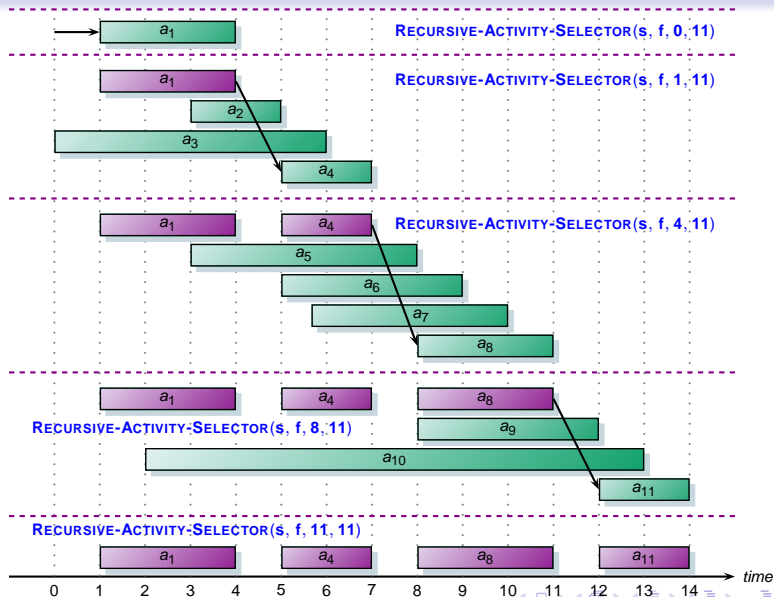 a1 RECURSIVE-ACTIVITY-SELECTOR(s, f, 0, 11)
a1 RECURSIVE-ACTIVITY-SELECTOR(s, f, 1, 11)
a2
a3
a4
a1 a4 RECURSIVE-ACTIVITY-SELECTOR(s, f, 4, 11)
a5
a6
a7
a8
a1 a4 a8
RECURSIVE-ACTIVITY-SELECTOR(s, f, 8, 11) a9
a10
a11
RECURSIVE-ACTIVITY-SELECTOR(s, f, 11, 11)
a1 a4 a8 a11
time
0 1 2 3 4 5 6 7 8 9 10 11 12 13 14